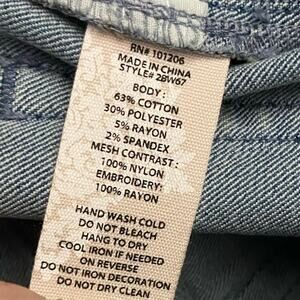 RN# 101206
MADE IN CHINA
STYLE# 2BW67
BODY :
63% COTTON
30% POLYESTER
5% RAYON
2% SPANDEX
MESH CONTRAST :
100% NYLON
EMBROIDERY:
100% RAYON
HAND WASH COLD
DO NOT BLEACH
HANG TO DRY
COOL IRON IF NEEDED
ON REVERSE
DO NOT IRON DECORATION
DO NOT DRY CLEAN